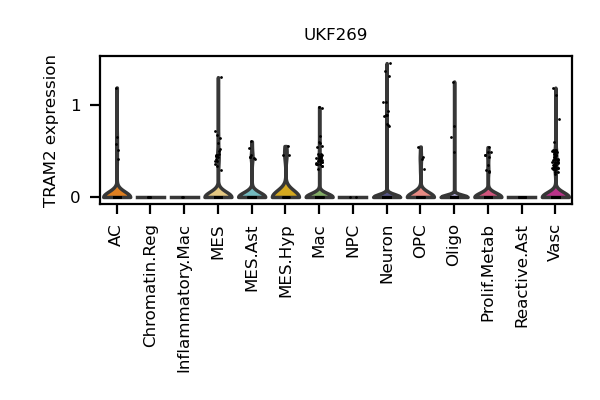 UKF269
TRAM2 expression
1
0
AC
Chromatin.Reg
Inflammatory.Mac
MES
MES.Ast
MES.Hyp
Mac
NPC
Neuron
OPC
Oligo
Prolif.Metab
Reactive.Ast
Vasc